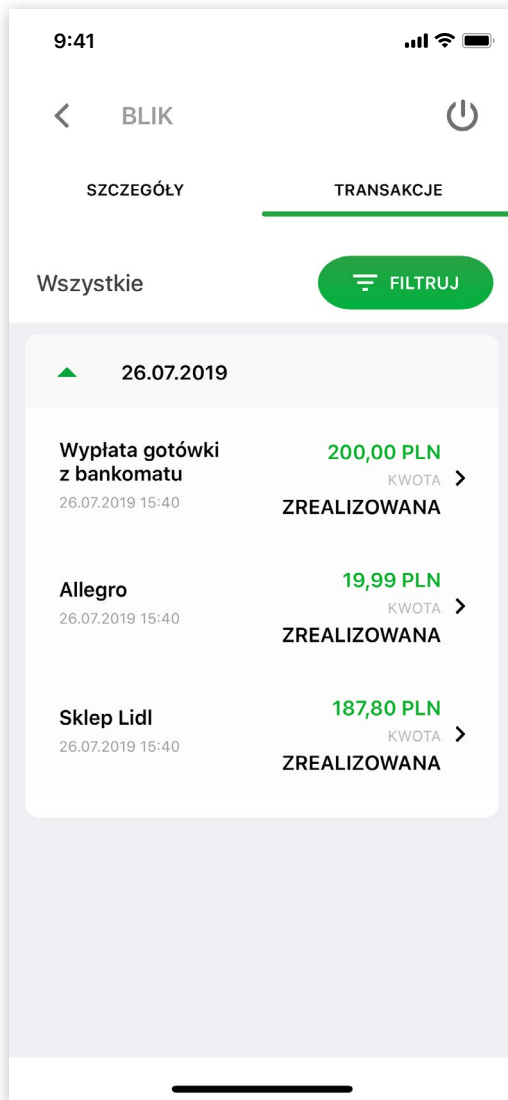 9:41
BLIK
SZCZEGÓŁY TRANSAKCJE
Wszystkie FILTRUJ
26.07.2019
Wypłata gotówki
z bankomatu
26.07.2019 15:40
200,00 PLN
KWOTA
ZREALIZOWANA
Allegro
26.07.2019 15:40
19,99 PLN
KWOTA
ZREALIZOWANA
Sklep Lidl
26.07.2019 15:40
187,80 PLN
KWOTA
ZREALIZOWANA